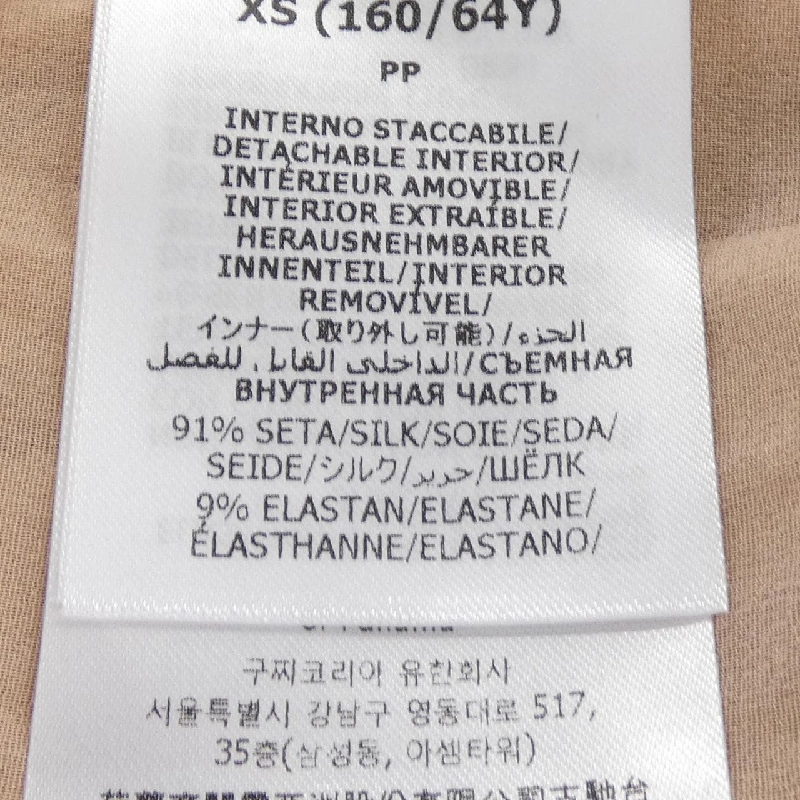 XS (160/64Y)
PP
INTERNO STACCABILE/
DETACHABLE INTERIOR/
INTÉRIEUR AMOVIBLE/
INTERIOR EXTRAÍBLE/
HERAUSNEHMBARER
INNENTEIL/INTERIOR
REMOVÍVEL/
インナー(取り外し可能)/الجزء
الداخلي القابل للفصل/СЪЕМНАЯ
ВНУТРЕННАЯ ЧАСТЬ
91% SETA/SILK/SOIE/SEDA/
SEIDE/シルク/حرير/ШЁЛК
9% ELASTAN/ELASTANE/
ÉLASTHANNE/ELASTANO/
구찌코리아 유한회사
서울특별시 강남구 영동대로 517,
35층(삼성동, 아셈타워)